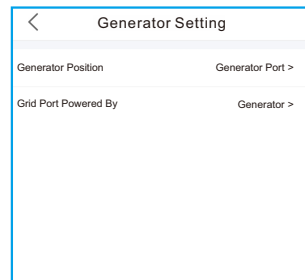 Generator Setting
Generator Position Generator Port >
Grid Port Powered By Generator >